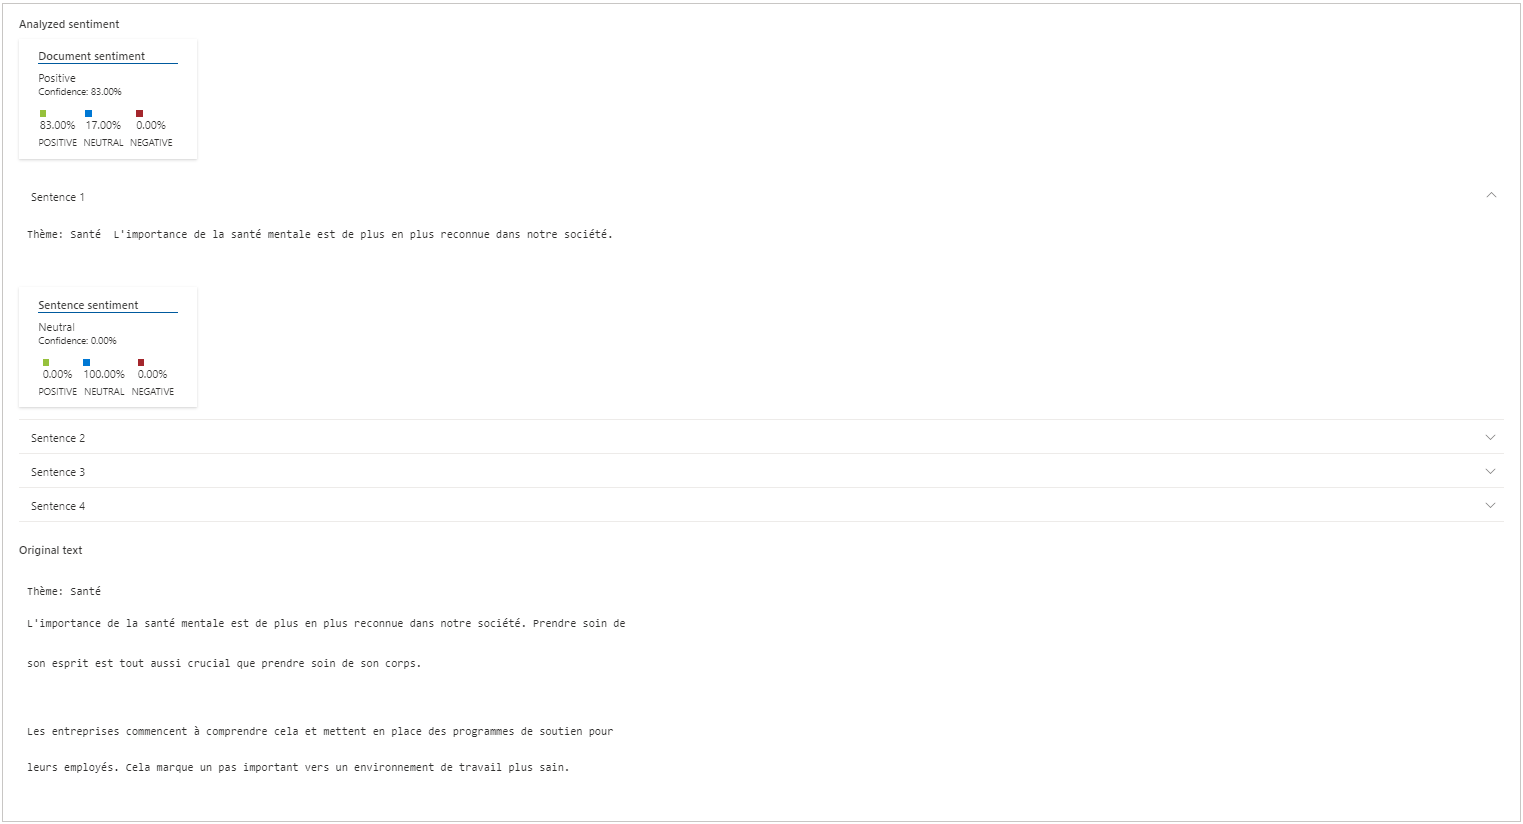 Analyzed sentiment
Document sentiment
Positive
Confidence: 83.00%
83.00% 17.00% 0.00%
POSITIVE NEUTRAL NEGATIVE
Sentence 1
Thème: Santé  L'importance de la santé mentale est de plus en plus reconnue dans notre société.
Sentence sentiment
Neutral
Confidence: 0.00%
0.00% 100.00% 0.00%
POSITIVE NEUTRAL NEGATIVE
Sentence 2
Sentence 3
Sentence 4
Original text
Thème: Santé
L'importance de la santé mentale est de plus en plus reconnue dans notre société. Prendre soin de
son esprit est tout aussi crucial que prendre soin de son corps.
Les entreprises commencent à comprendre cela et mettent en place des programmes de soutien pour
leurs employés. Cela marque un pas important vers un environnement de travail plus sain.